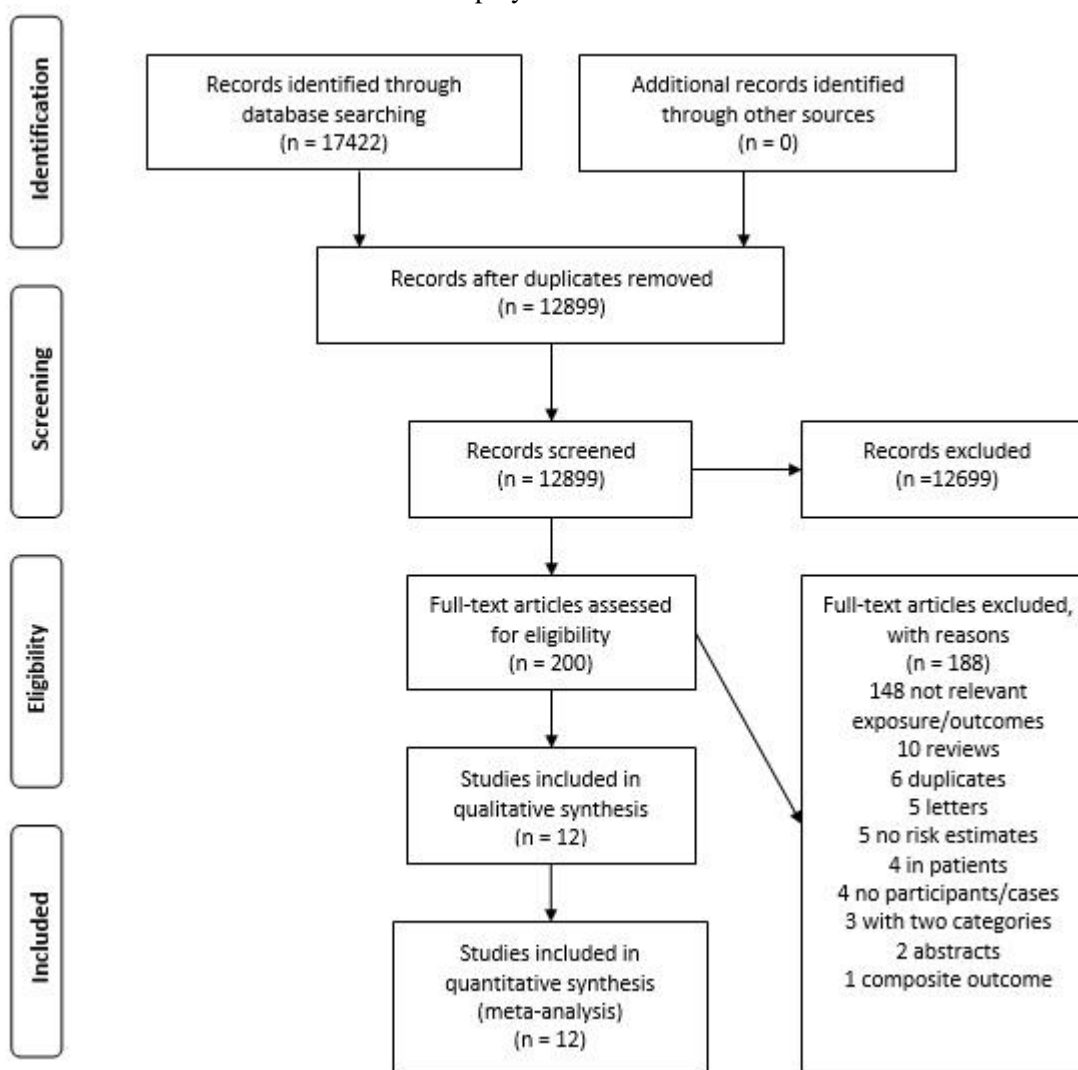 Identification
Records identified through
database searching
(n = 17422)
Additional records identified
through other sources
(n = 0)
Records after duplicates removed
(n = 12899)
Screening
Records screened
(n = 12899)
Records excluded
(n =12699)
Eligibility
Full-text articles assessed
for eligibility
(n = 200)
Full-text articles excluded,
with reasons
(n = 188)
148 not relevant
exposure/outcomes
10 reviews
6 duplicates
5 letters
5 no risk estimates
4 in patients
4 no participants/cases
3 with two categories
2 abstracts
1 composite outcome
Studies included in
qualitative synthesis
(n = 12)
Included
Studies included in
quantitative synthesis
(meta-analysis)
(n = 12)